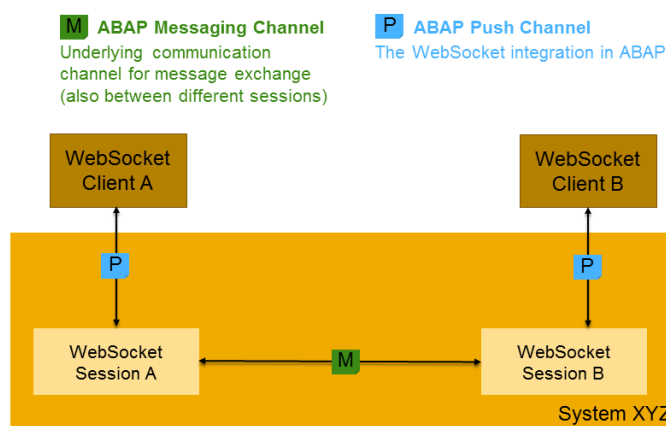 M ABAP Messaging Channel
Underlying communication
channel for message exchange
(also between different sessions)
P ABAP Push Channel
The WebSocket integration in ABAP
WebSocket
Client A
WebSocket
Client B
P
P
WebSocket
Session A
M
WebSocket
Session B
System XYZ